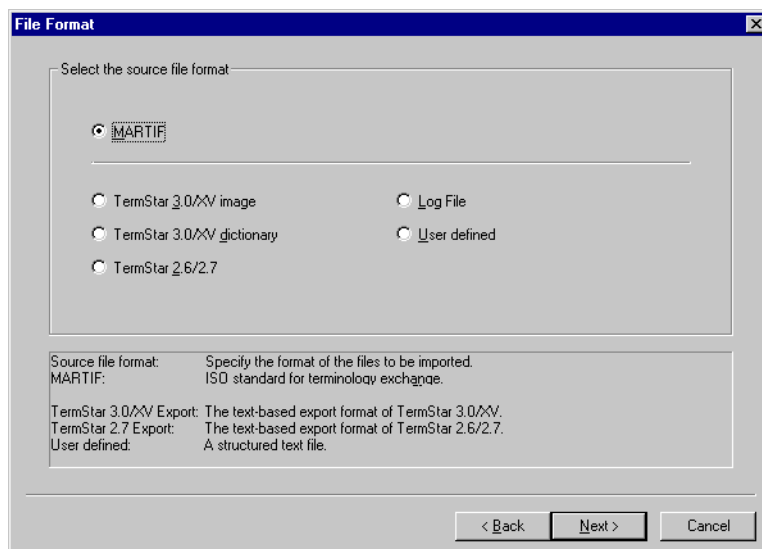 File Format
Select the source file format
MARTIF
TermStar 3.0/XV image
Log File
TermStar 3.0/XV dictionary
User defined
TermStar 2.6/2.7
Source file format: Specify the format of the files to be imported.
MARTIF: ISO standard for terminology exchange.
TermStar 3.0/XV Export: The text-based export format of TermStar 3.0/XV.
TermStar 2.7 Export: The text-based export format of TermStar 2.6/2.7.
User defined: A structured text file.
< Back Next > Cancel